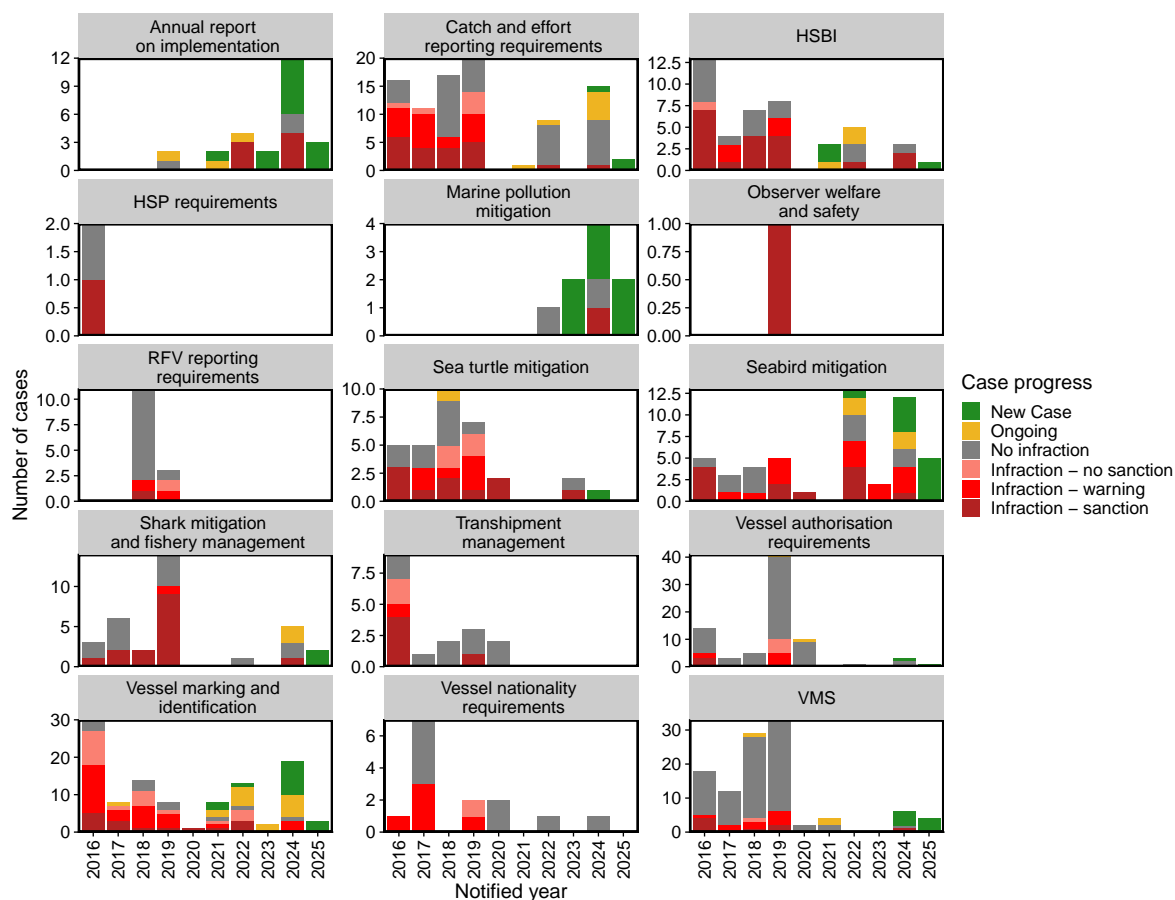 Annual report
on implementation
Catch and effort
reporting requirements
HSBI
12
9
6
3
0
20
15
10
5
0
12.5
10.0
7.5
5.0
2.5
0.0
HSP requirements
Marine pollution
mitigation
Observer welfare
and safety
2.0
1.5
1.0
0.5
0.0
4
3
2
1
0
1.00
0.75
0.50
0.25
0.00
RFV reporting
requirements
Sea turtle mitigation
Seabird mitigation
10.0
7.5
5.0
2.5
0.0
10.0
7.5
5.0
2.5
0.0
12.5
10.0
7.5
5.0
2.5
0.0
Shark mitigation
and fishery management
Transhipment
management
Vessel authorisation
requirements
10
5
0
7.5
5.0
2.5
0.0
40
30
20
10
0
Vessel marking and
identification
Vessel nationality
requirements
VMS
30
20
10
0
6
4
2
0
30
20
10
0
2016
2017
2018
2019
2020
2021
2022
2023
2024
2025
2016
2017
2018
2019
2020
2021
2022
2023
2024
2025
2016
2017
2018
2019
2020
2021
2022
2023
2024
2025
Notified year
Number of cases
Case progress
New Case
Ongoing
No infraction
Infraction − no sanction
Infraction − warning
Infraction − sanction